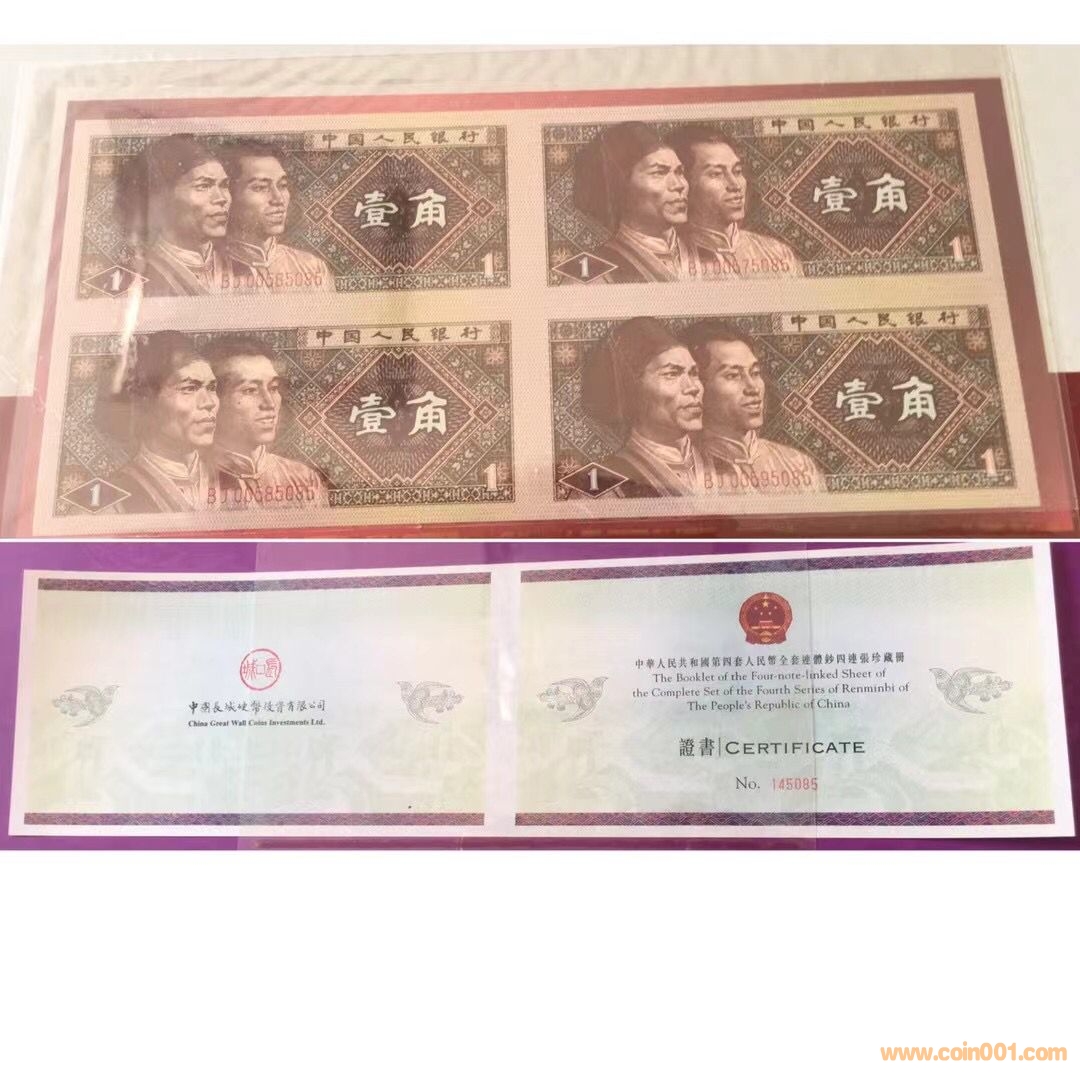 中国人民银行
壹角
1
BJ00565085
1
中国人民银行
壹角
1
BJ00575085
1
中国人民银行
壹角
1
BJ00585085
1
中国人民银行
壹角
1
BJ00595085
1
中國長城硬幣投資有限公司
China Great Wall Coins Investments Ltd.
中華人民共和國第四套人民幣全套連體鈔四連張珍藏冊
The Booklet of the Four-note-linked Sheet of
the Complete Set of the Fourth Series of Renminbi of
The People's Republic of China
證書|CERTIFICATE
No. 145085
www.coin001.com